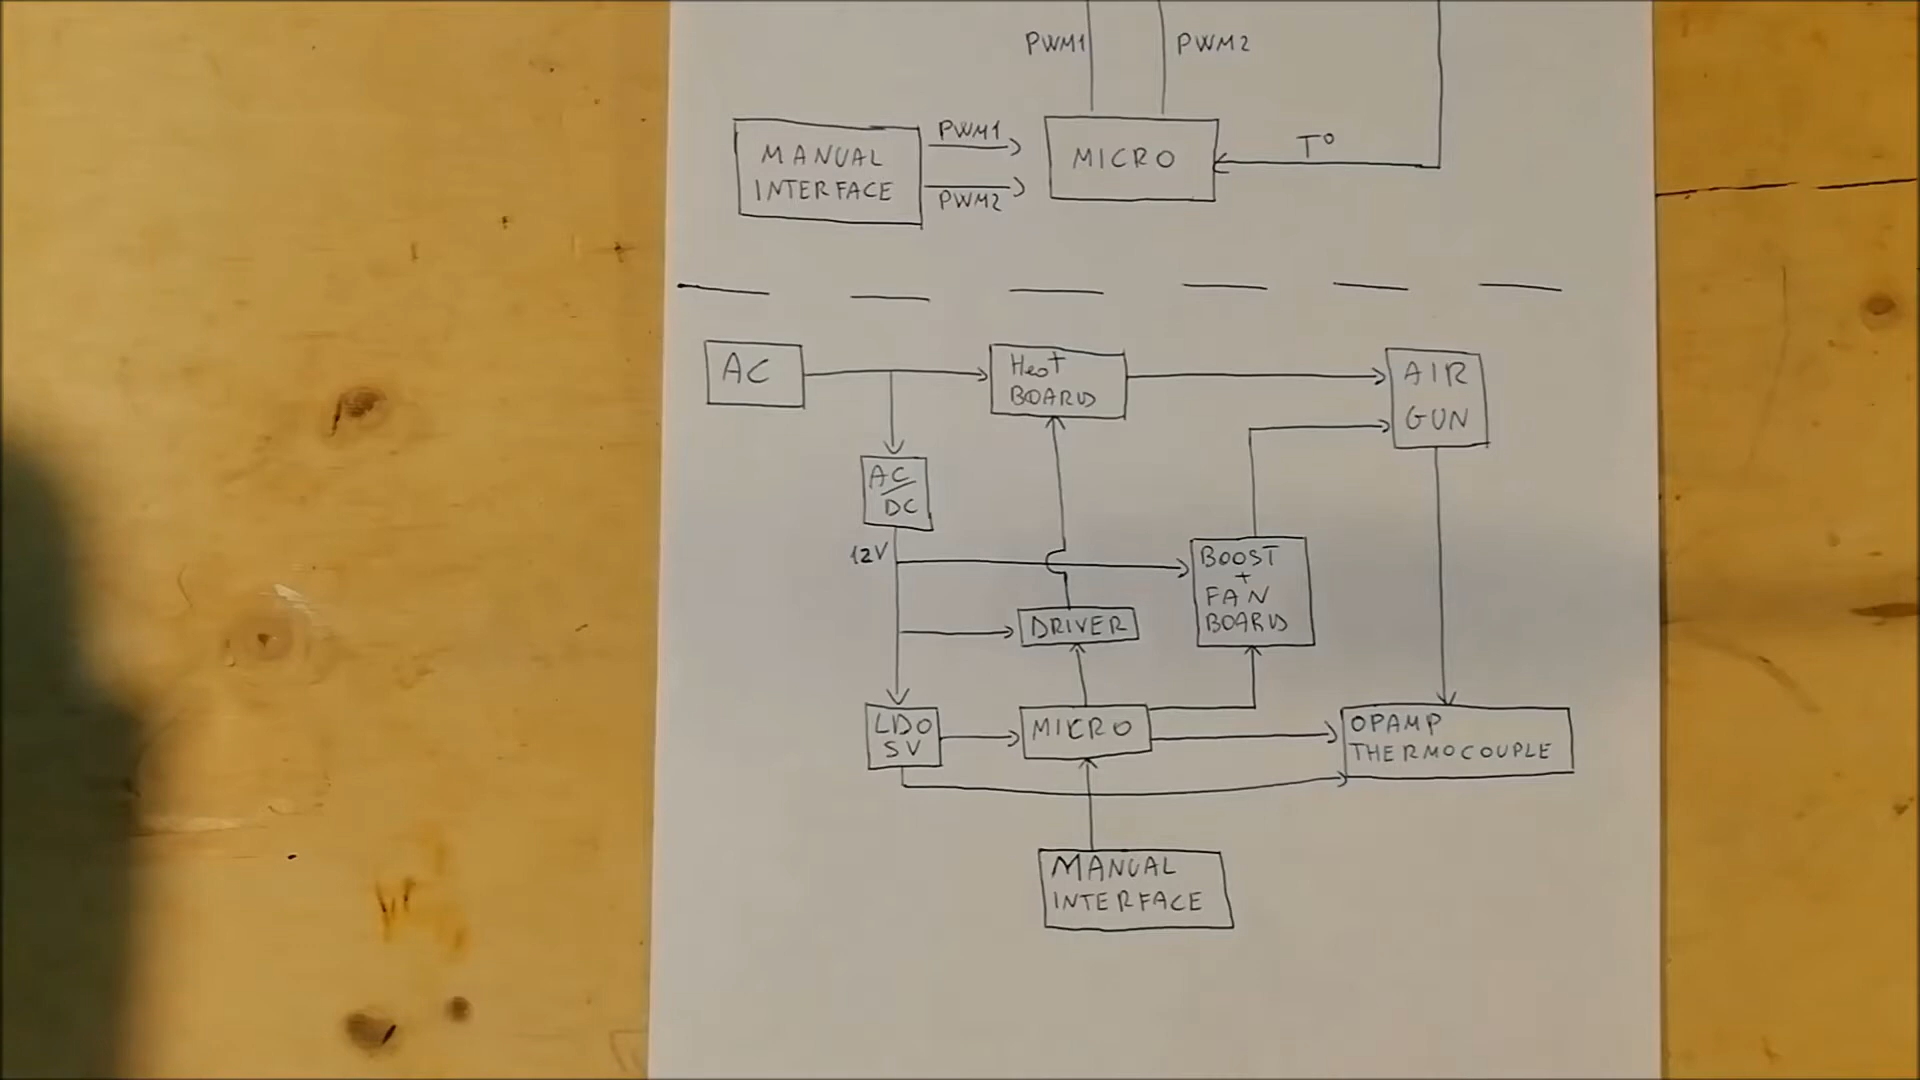 PWM1
PWM2
MANUAL
INTERFACE
PWM1
PWM2
MICRO
T°
AC
Heat
BOARD
AIR
GUN
AC
DC
12V
BOOST
+
FAN
BOARD
DRIVER
LDO
5V
MICRO
OPAMP
THERMOCOUPLE
MANUAL
INTERFACE